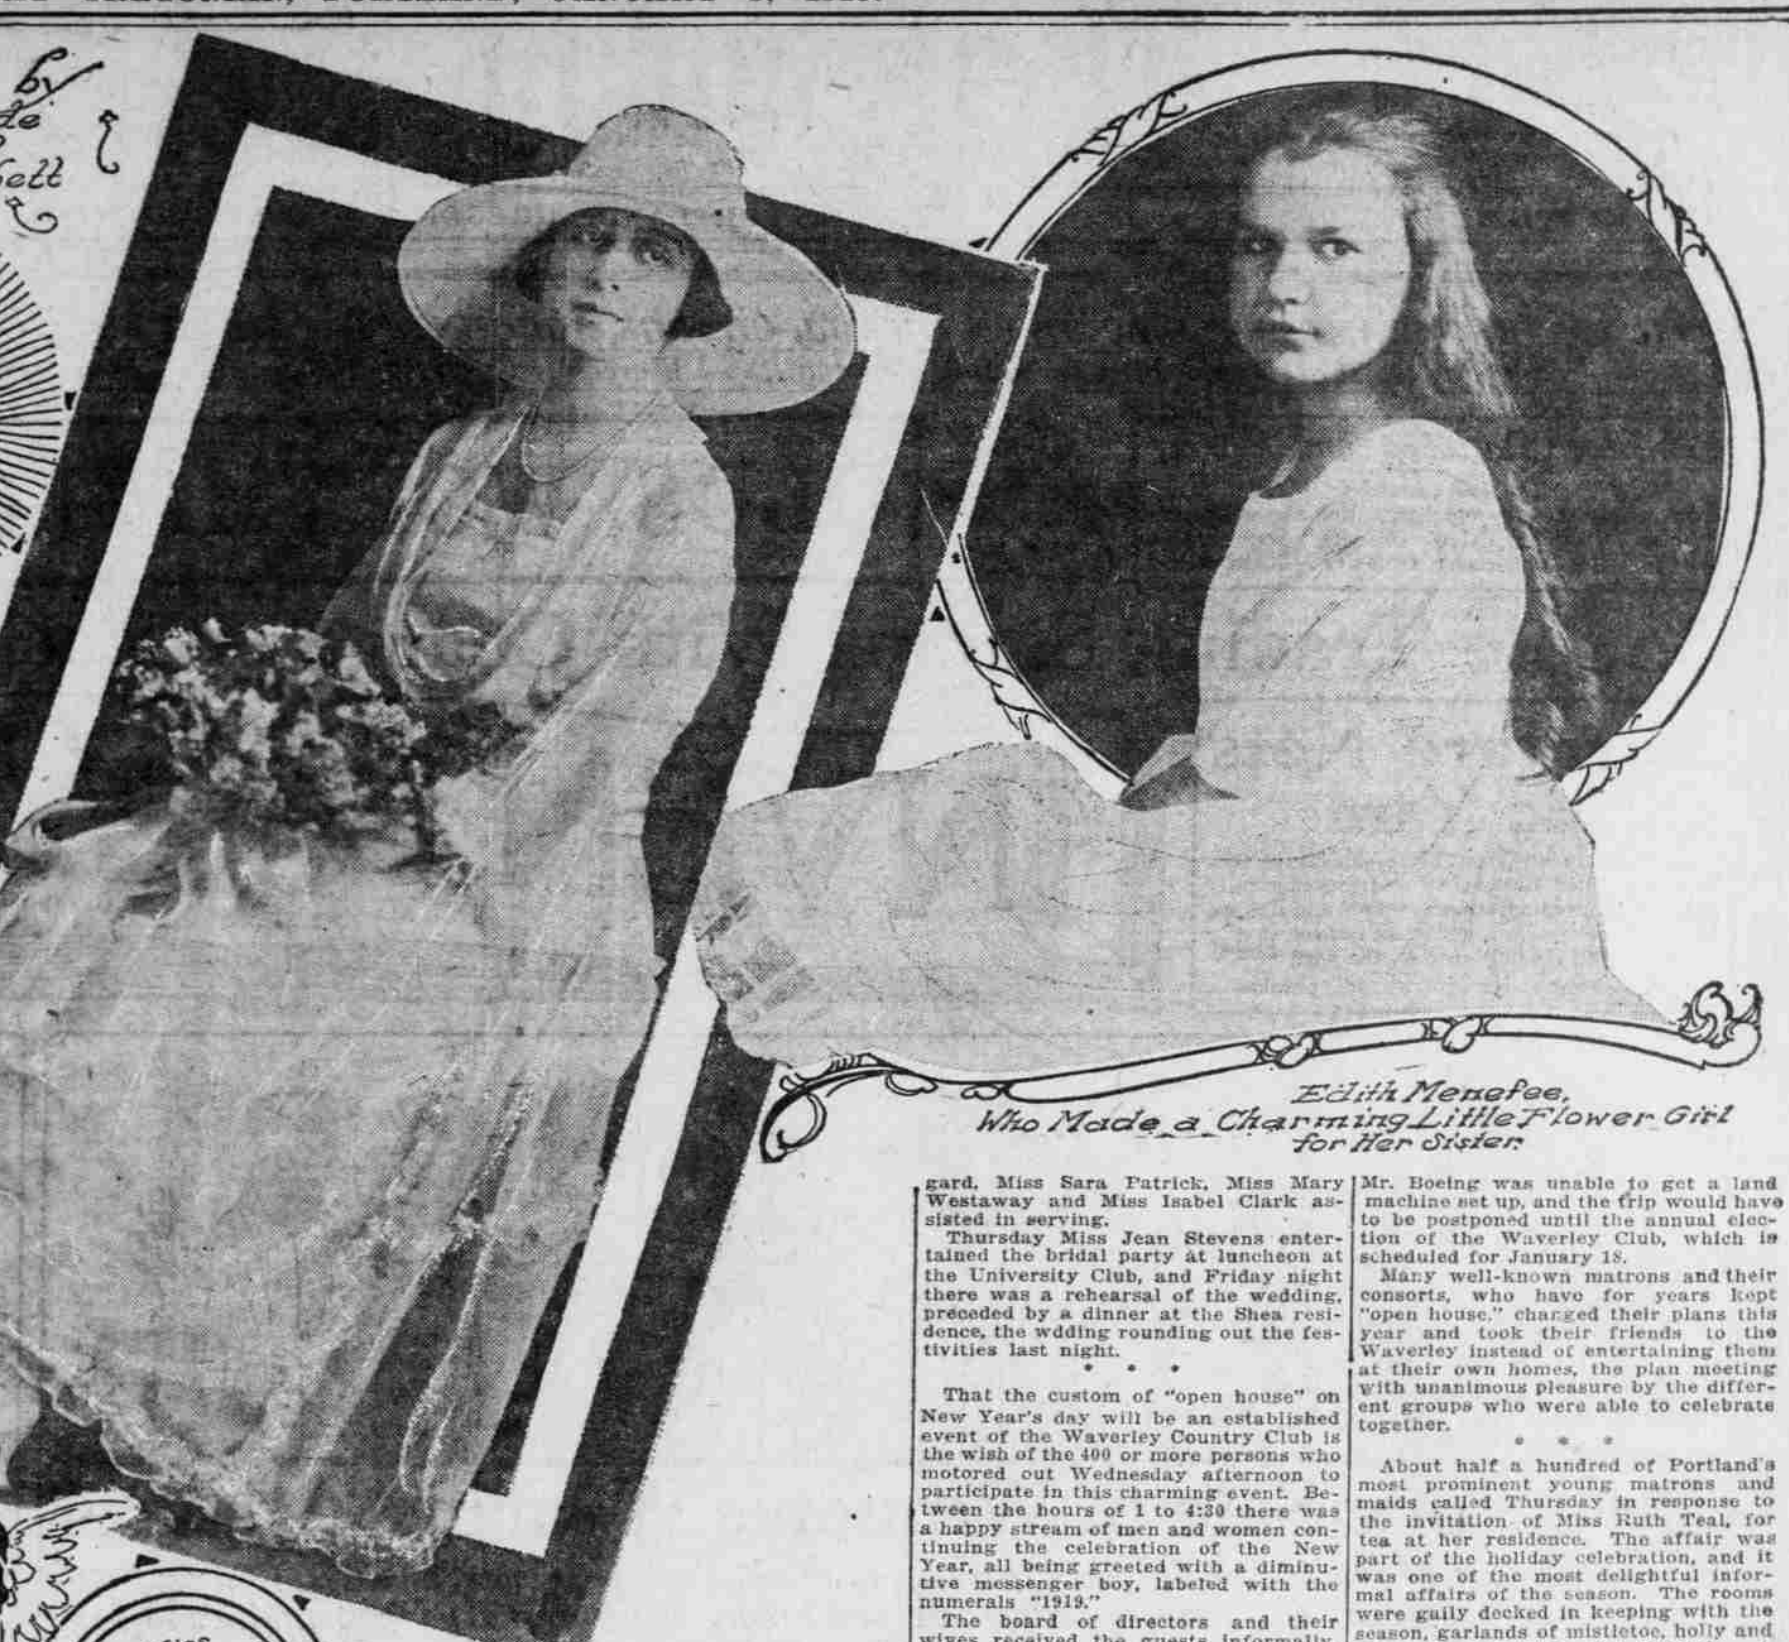 by
Edith Menefee,
Who Made a Charming Little Flower Girl
for Her Sister.
gard, Miss Sara Patrick, Miss Mary
Westaway and Miss Isabel Clark as-
sisted in serving.
Thursday Miss Jean Stevens enter-
tained the bridal party at luncheon at
the University Club, and Friday night
there was a rehearsal of the wedding,
preceded by a dinner at the Shea resi-
dence, the wdding rounding out the fes-
tivities last night.
* * *
That the custom of "open house" on
New Year's day will be an established
event of the Waverley Country Club is
the wish of the 400 or more persons who
motored out Wednesday afternoon to
participate in this charming event. Be-
tween the hours of 1 to 4:30 there was
a happy stream of men and women con-
tinuing the celebration of the New
Year, all being greeted with a diminu-
tive messenger boy, labeled with the
numerals "1919."
The board of directors and their
wives received the guests informally,
Mr. Boeing was unable to get a land
machine set up, and the trip would have
to be postponed until the annual elec-
tion of the Waverley Club, which is
scheduled for January 18.
Many well-known matrons and their
consorts, who have for years kept
"open house," changed their plans this
year and took their friends to the
Waverley instead of entertaining them
at their own homes, the plan meeting
with unanimous pleasure by the differ-
ent groups who were able to celebrate
together.
* * *
About half a hundred of Portland's
most prominent young matrons and
maids called Thursday in response to
the invitation of Miss Ruth Teal, for
tea at her residence. The affair was
part of the holiday celebration, and it
was one of the most delightful infor-
mal affairs of the season. The rooms
were gaily decked in keeping with the
season, garlands of mistletoe, holly and